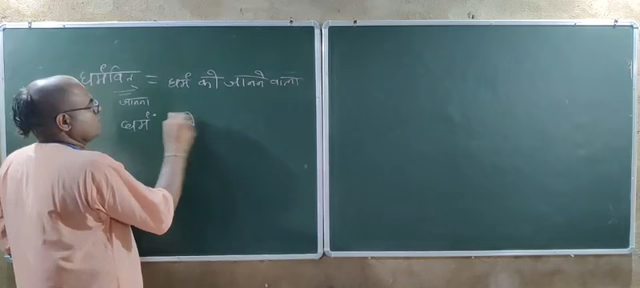 धर्मवित् = धर्म को जानने वाला
जानना
धर्म